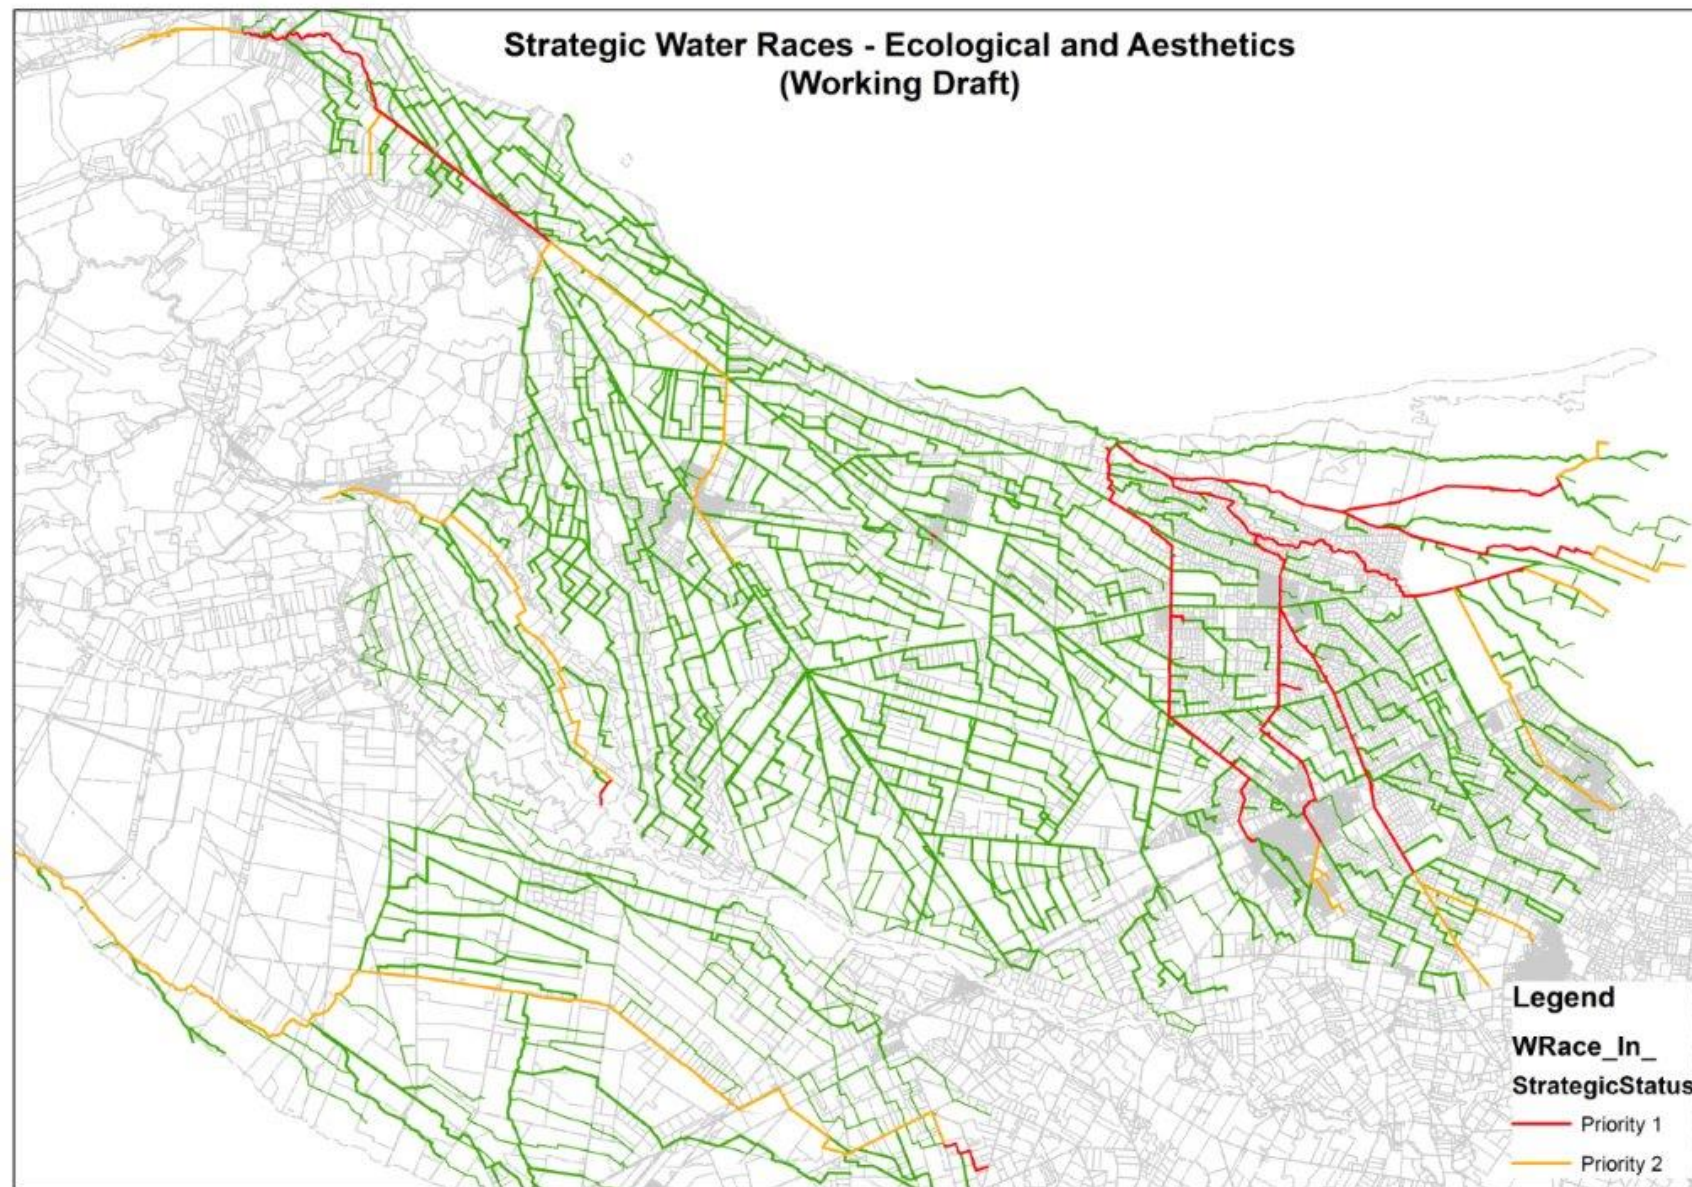 Strategic Water Races - Ecological and Aesthetics
(Working Draft)
Legend
WRace_In_
StrategicStatus
Priority 1
Priority 2